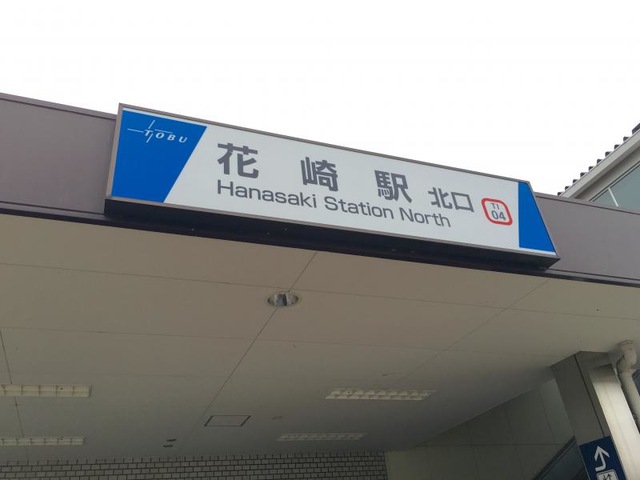 TOBU
花崎駅 北口
Hanasaki Station North
TI
04